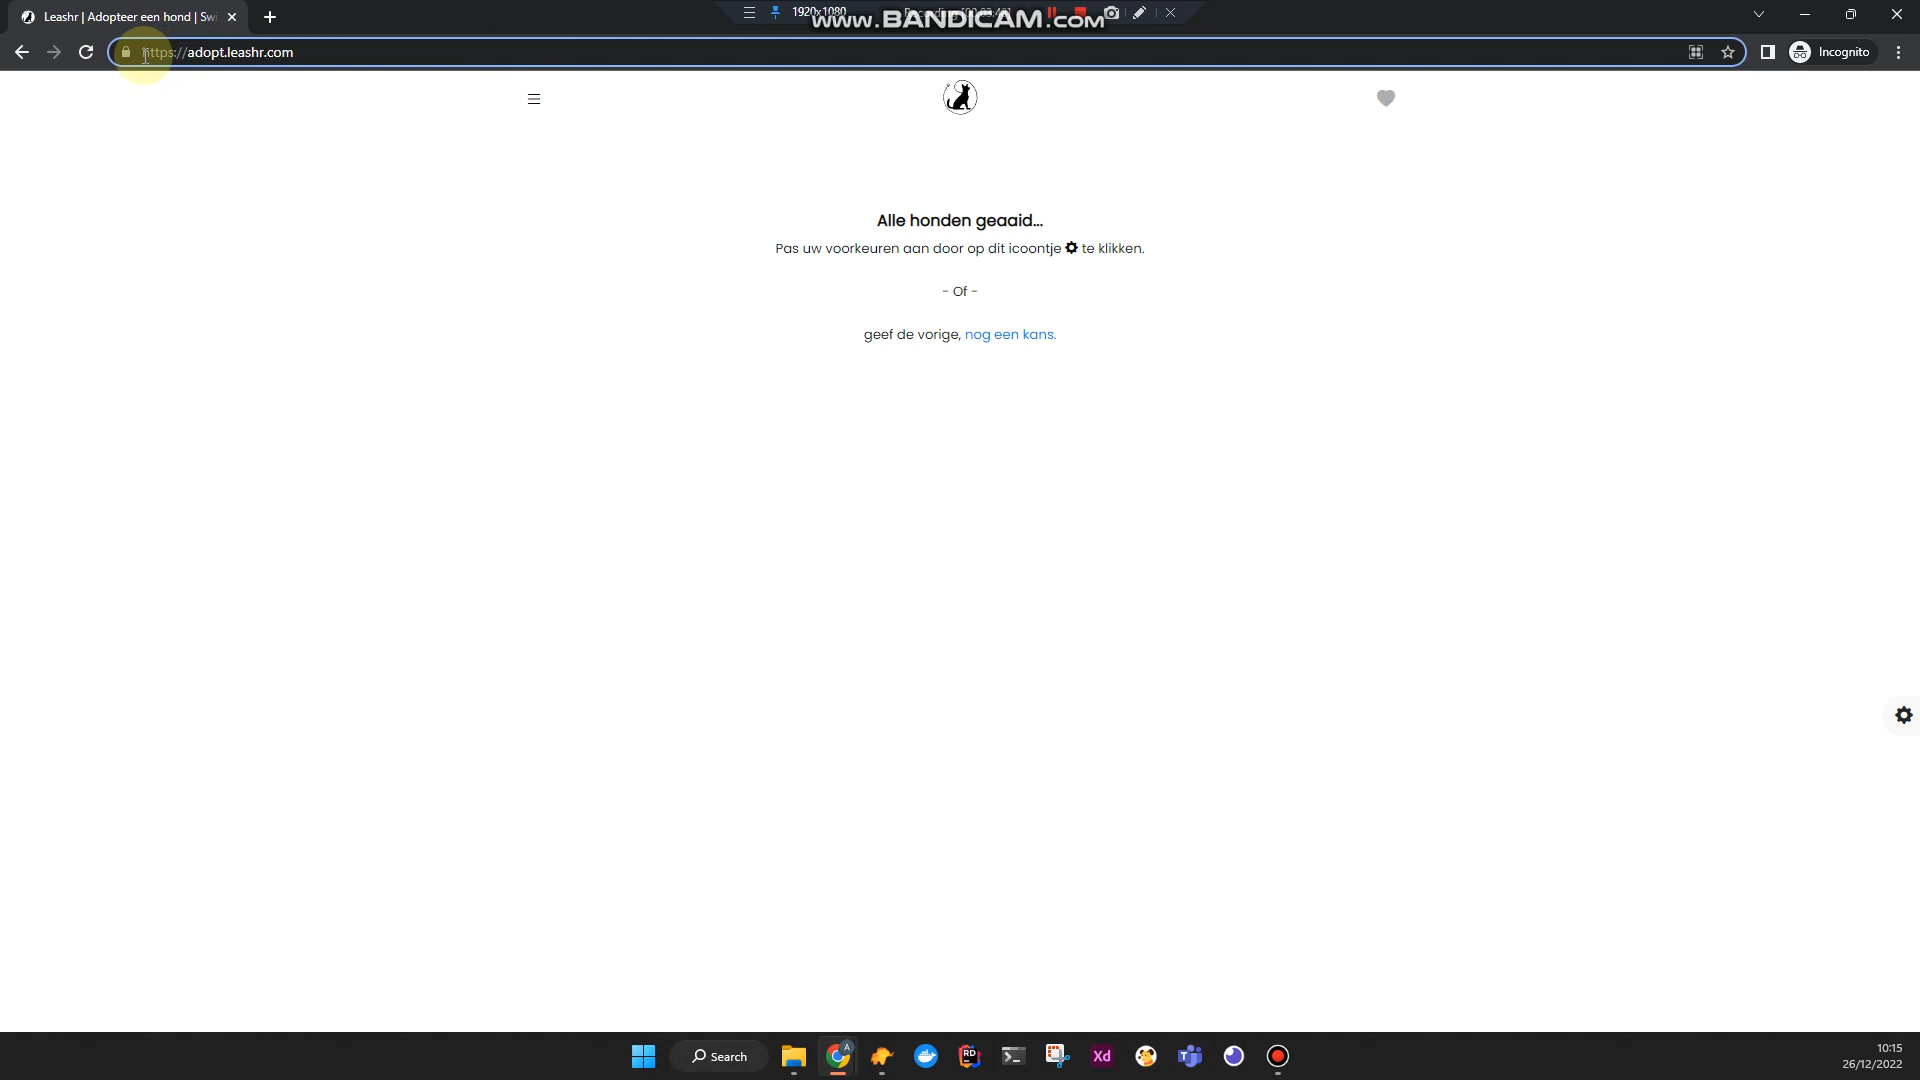 Leashr | Adopteer een hond | Swi
1920x1080
www.BANDICAM.com
https://adopt.leashr.com
Incognito
Alle honden geaaid...
Pas uw voorkeuren aan door op dit icoontje te klikken.
- Of -
geef de vorige, nog een kans.
Search
A
RD
Xd
10:15
26/12/2022